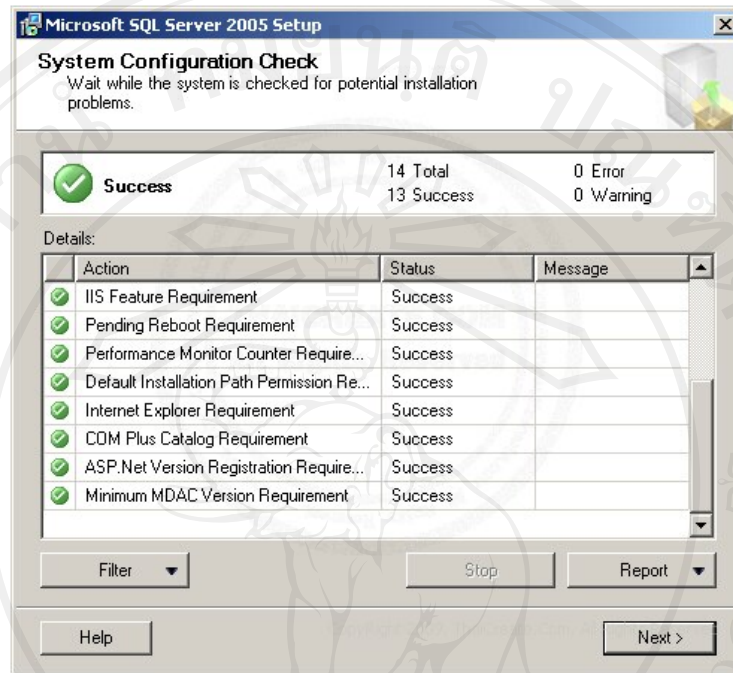 Microsoft SQL Server 2005 Setup
System Configuration Check
Wait while the system is checked for potential installation
problems.
Success
14 Total
0 Error
13 Success
0 Warning
Details:
Action Status Message
IIS Feature Requirement Success
Pending Reboot Requirement Success
Performance Monitor Counter Require... Success
Default Installation Path Permission Re... Success
Internet Explorer Requirement Success
COM Plus Catalog Requirement Success
ASP.Net Version Registration Require... Success
Minimum MDAC Version Requirement Success
Filter Stop Report
Help Next >